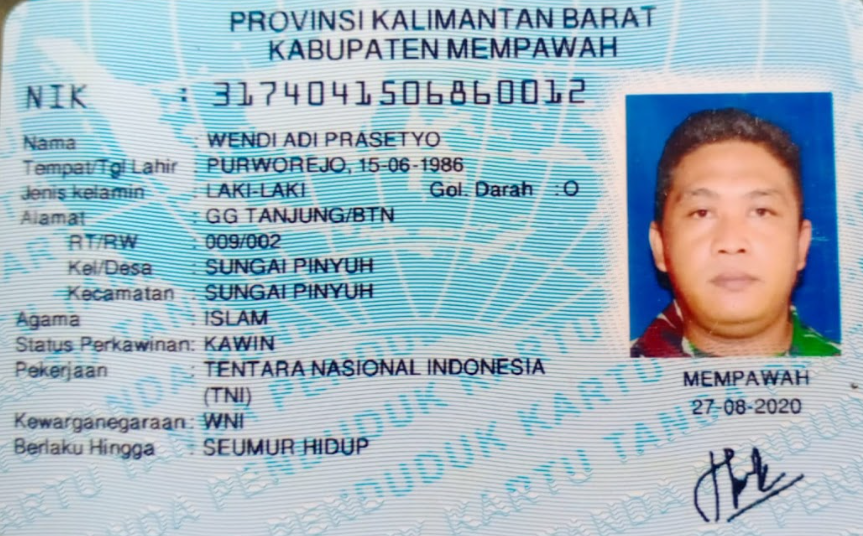 PROVINSI KALIMANTAN BARAT
KABUPATEN MEMPAWAH
NIK : 3174041506860012
Nama : WENDI ADI PRASETYO
Tempat/Tgl Lahir : PURWOREJO, 15-06-1986
Jenis kelamin : LAKI-LAKI Gol. Darah : O
Alamat : GG TANJUNG/BTN
RT/RW : 009/002
Kel/Desa : SUNGAI PINYUH
Kecamatan : SUNGAI PINYUH
Agama : ISLAM
Status Perkawinan: KAWIN
Pekerjaan : TENTARA NASIONAL INDONESIA
(TNI)
Kewarganegaraan : WNI
Berlaku Hingga : SEUMUR HIDUP
MEMPAWAH
27-08-2020